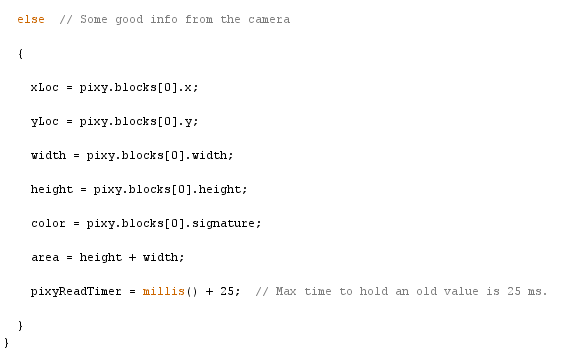 else  // Some good info from the camera
{
xLoc = pixy.blocks[0].x;
yLoc = pixy.blocks[0].y;
width = pixy.blocks[0].width;
height = pixy.blocks[0].height;
color = pixy.blocks[0].signature;
area = height + width;
pixyReadTimer = millis() + 25;  // Max time to hold an old value is 25 ms.
}
}